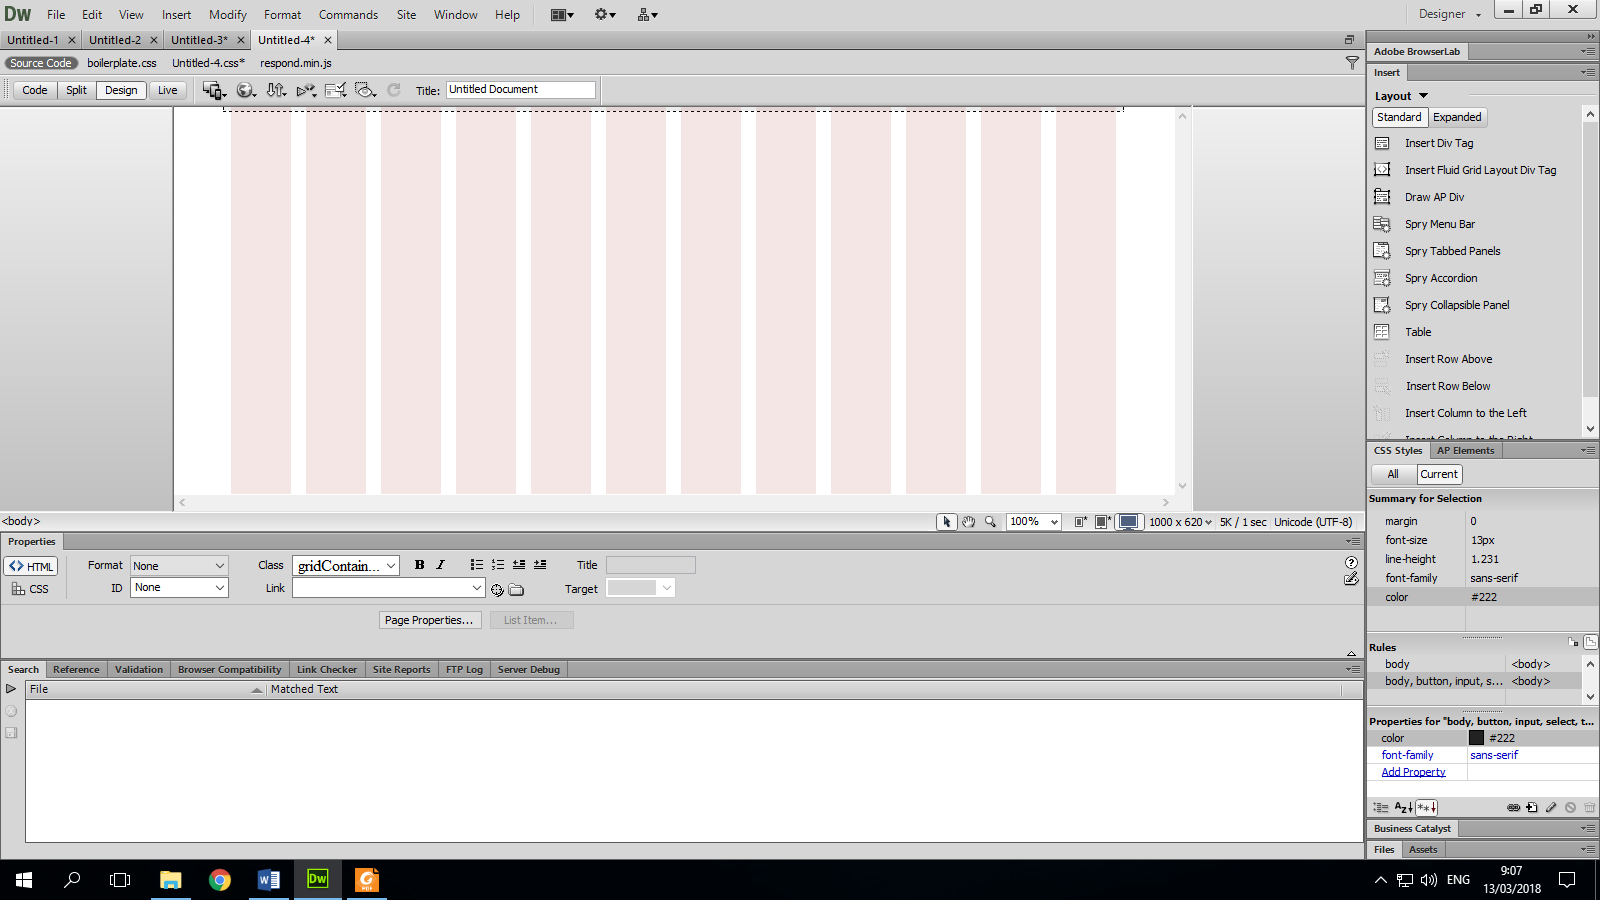 Dw File Edit View Insert Modify Format Commands Site Window Help Designer
Untitled-1 Untitled-2 Untitled-3* Untitled-4*
Source Code boilerplate.css Untitled-4.css* respond.min.js
Code Split Design Live Title: Untitled Document
Adobe BrowserLab
Insert
Layout
Standard Expanded
Insert Div Tag
Insert Fluid Grid Layout Div Tag
Draw AP Div
Spry Menu Bar
Spry Tabbed Panels
Spry Accordion
Spry Collapsible Panel
Table
Insert Row Above
Insert Row Below
Insert Column to the Left
Insert Column to the Right
CSS Styles AP Elements
All Current
Summary for Selection
margin 0
font-size 13px
line-height 1.231
font-family sans-serif
color #222
Rules
body <body>
body, button, input, s... <body>
Properties for "body, button, input, select, t...
color #222
font-family sans-serif
Add Property
Business Catalyst
Files Assets
<body> 100% 1000 x 620 5K / 1 sec Unicode (UTF-8)
Properties
HTML Format None Class gridContain... B I Title
CSS ID None Link Target
Page Properties... List Item...
Search Reference Validation Browser Compatibility Link Checker Site Reports FTP Log Server Debug
File Matched Text
Dw PDF ENG 9:07
13/03/2018